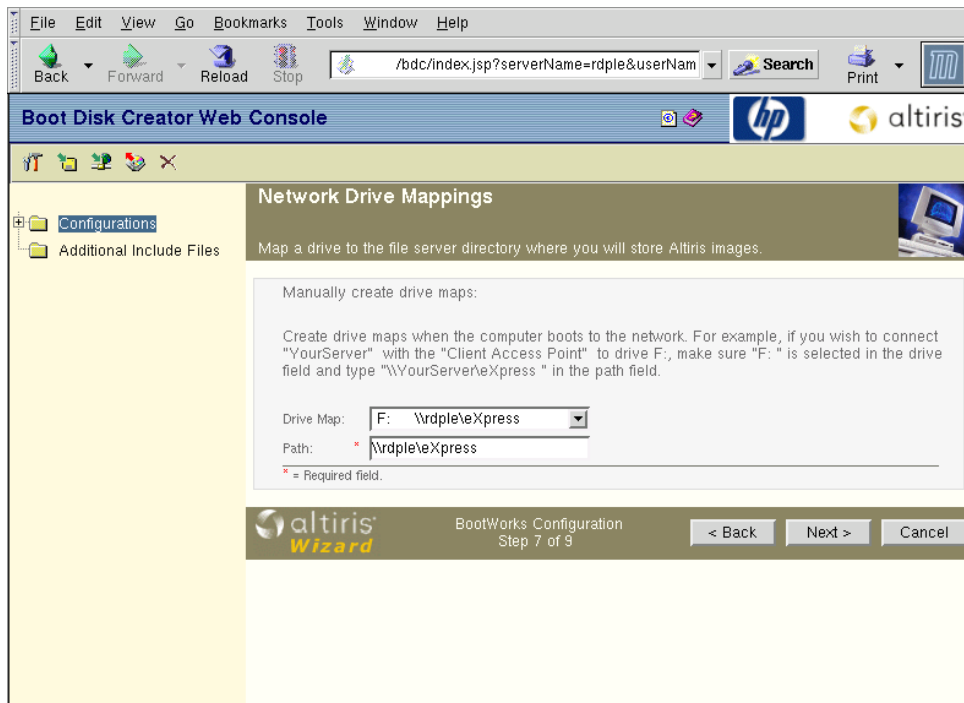 File Edit View Go Bookmarks Tools Window Help
Back Forward Reload Stop /bdc/index.jsp?serverName=rdple&userNam Search Print
Boot Disk Creator Web Console
hp altiris
Configurations
Additional Include Files
Network Drive Mappings
Map a drive to the file server directory where you will store Altiris images.
Manually create drive maps:
Create drive maps when the computer boots to the network. For example, if you wish to connect
"YourServer" with the "Client Access Point" to drive F:, make sure "F: " is selected in the drive
field and type "\\YourServer\eXpress " in the path field.
Drive Map: F: \\rdple\eXpress
Path: * \\rdple\eXpress
* = Required field.
altiris
Wizard
BootWorks Configuration
Step 7 of 9
< Back Next > Cancel